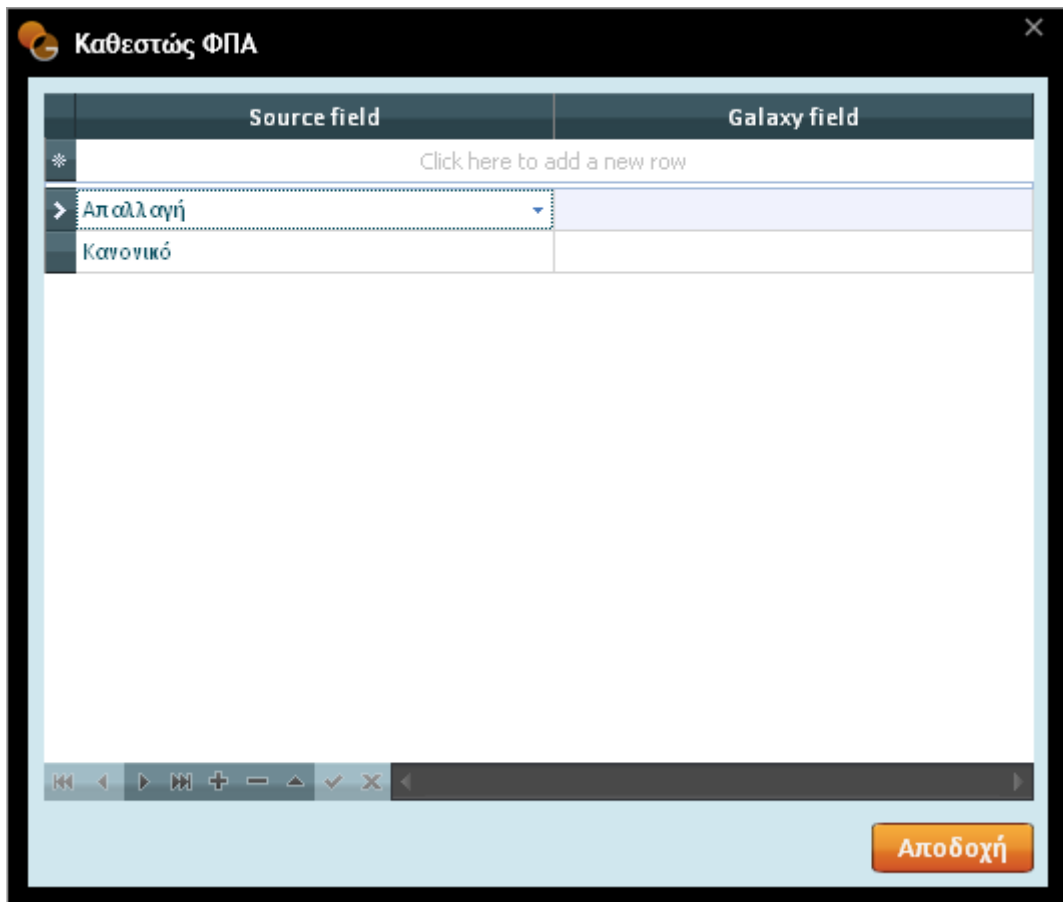 Καθεστώς ΦΠΑ
Source field Galaxy field
Click here to add a new row
Απαλλαγή
Κανονικό
Αποδοχή